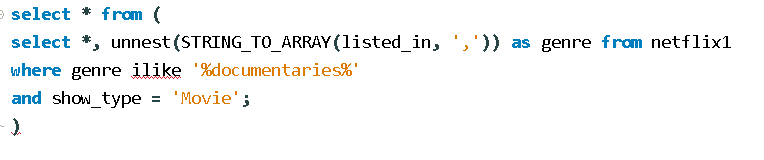 select * from (
select *, unnest(STRING_TO_ARRAY(listed_in, ',')) as genre from netflix1
where genre ilike '%documentaries%'
and show_type = 'Movie';
)